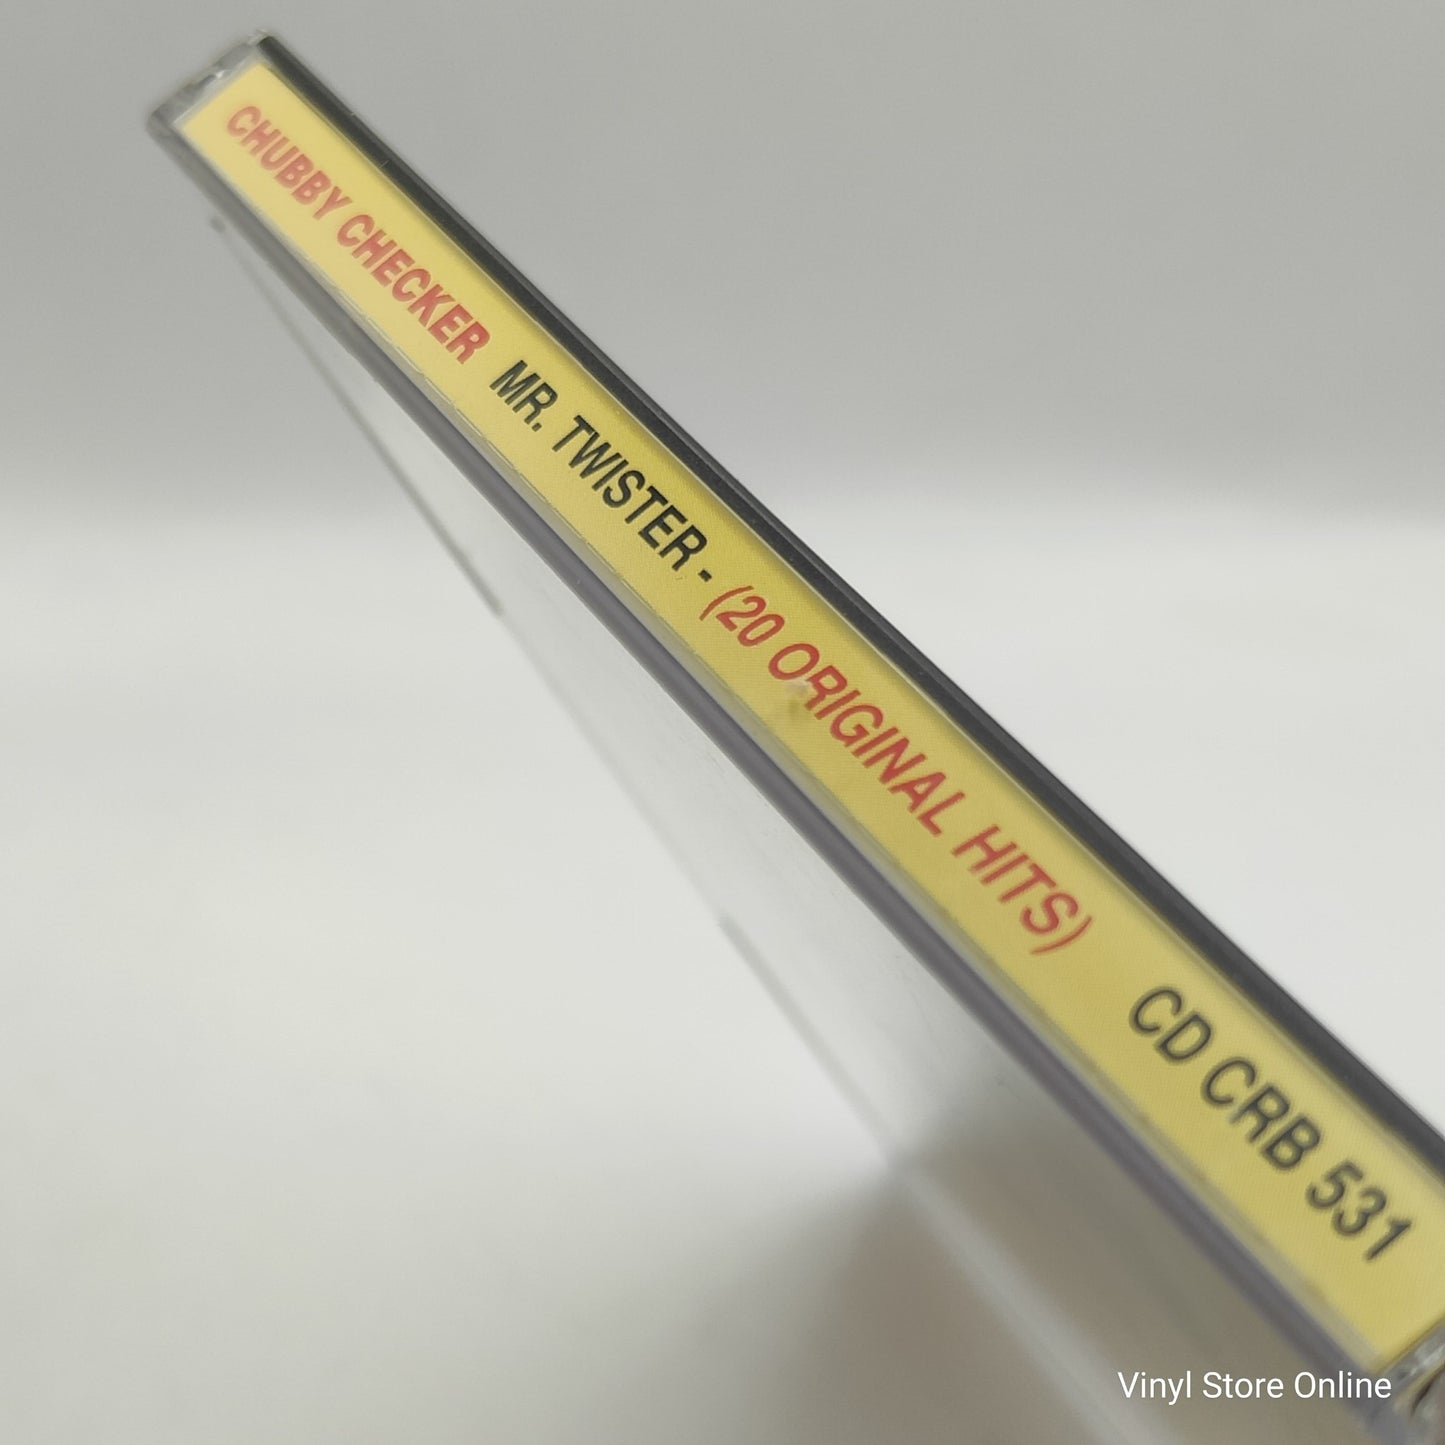 CHUBBY CHECKER MR. TWISTER - (20 ORIGINAL HITS) CD CRB 531
Vinyl Store Online